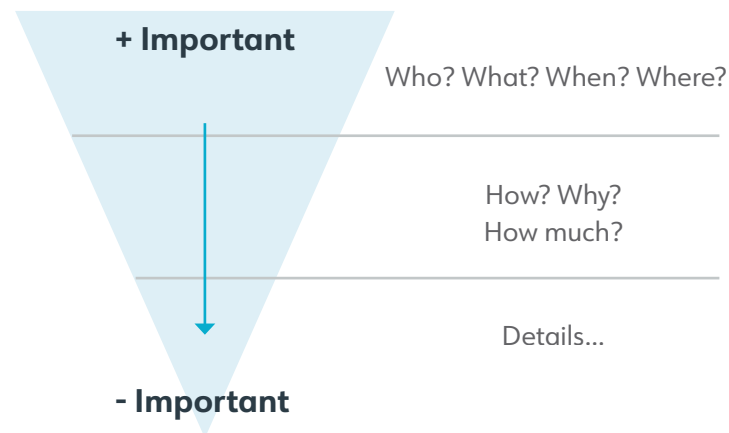 + Important
Who? What? When? Where?
How? Why?
How much?
Details...
- Important